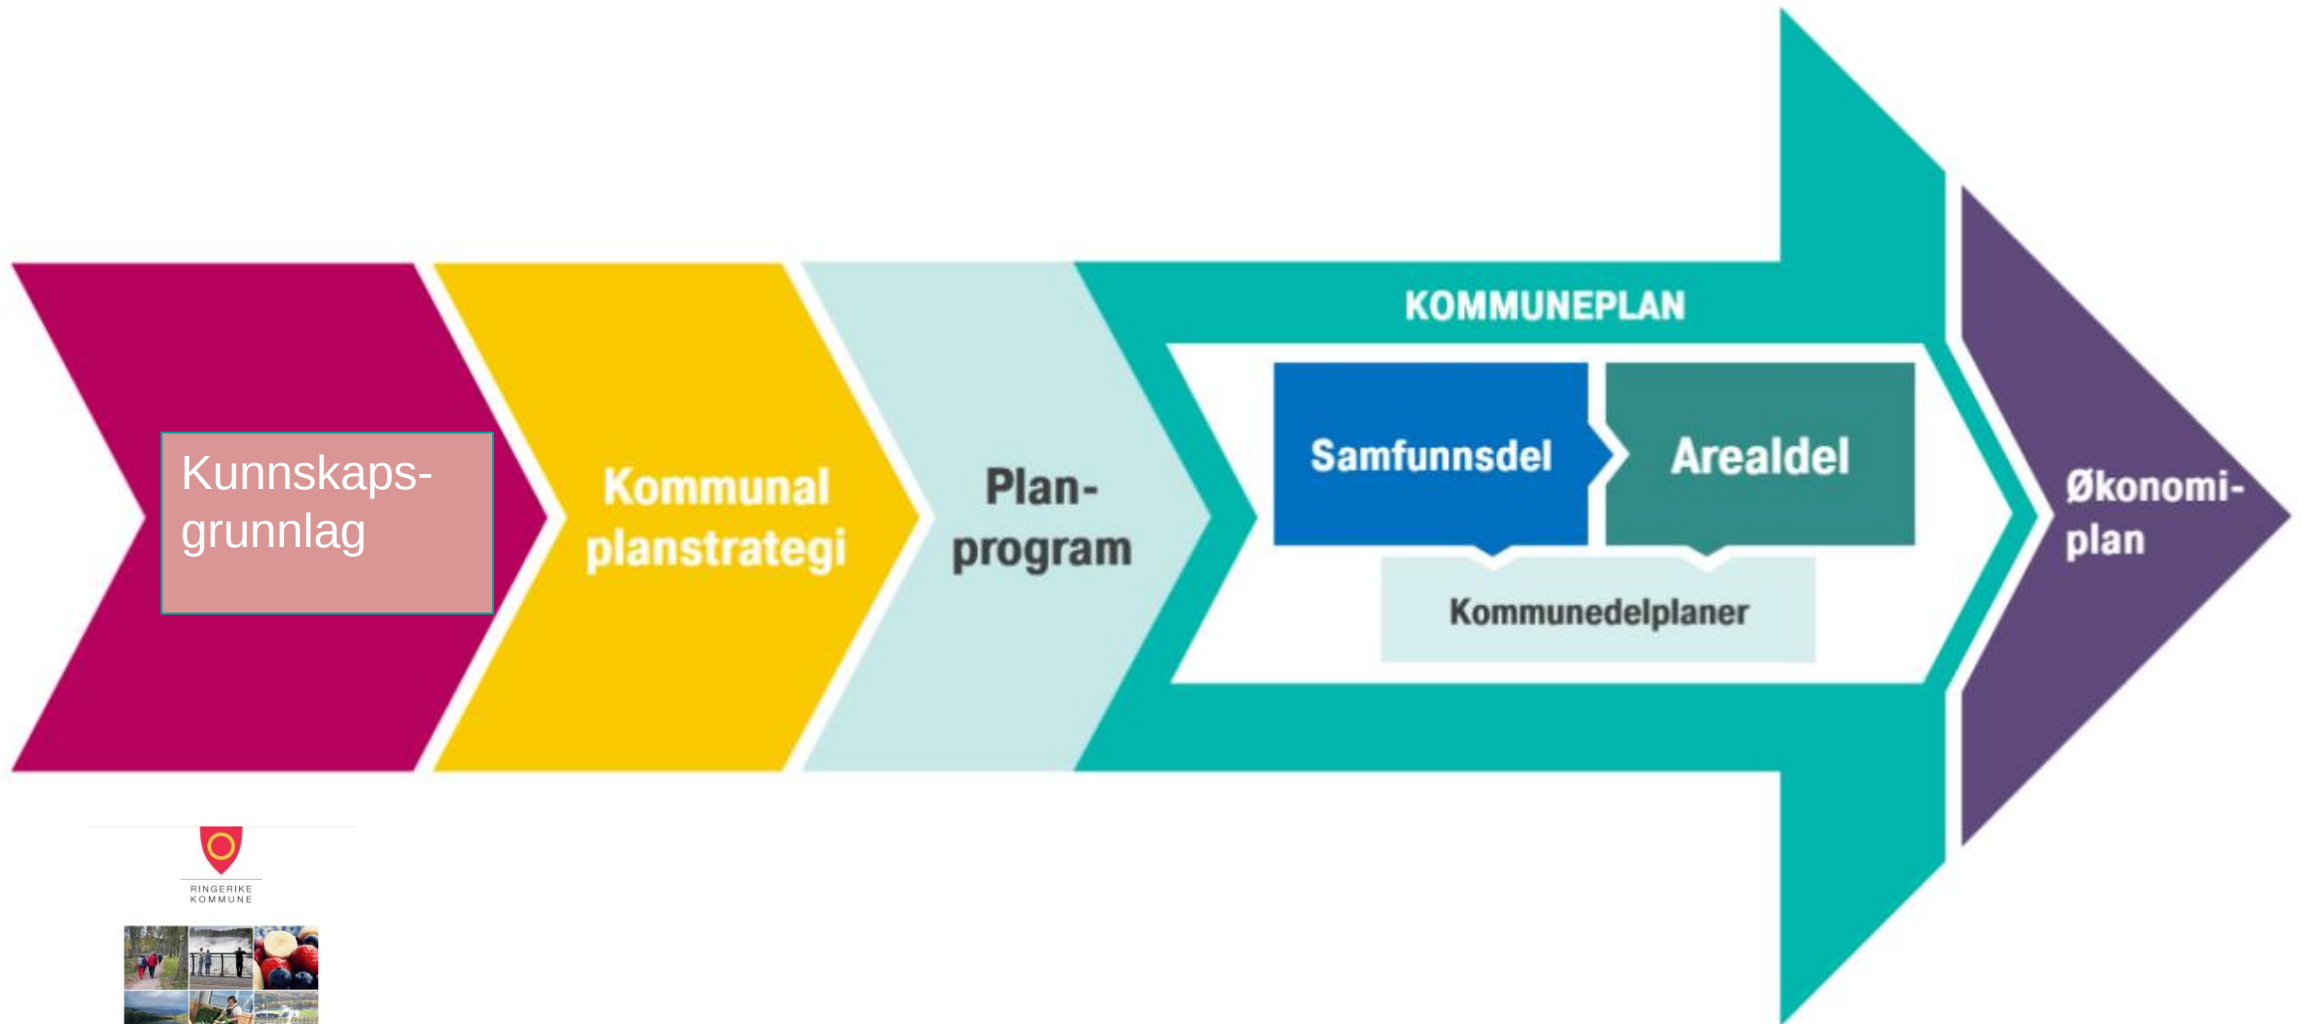 KOMMUNEPLAN
Kunnskaps-
grunnlag
Kommunal
planstrategi
Plan-
program
Samfunnsdel
Arealdel
Kommunedelplaner
Økonomi-
plan
RINGERIKE
KOMMUNE